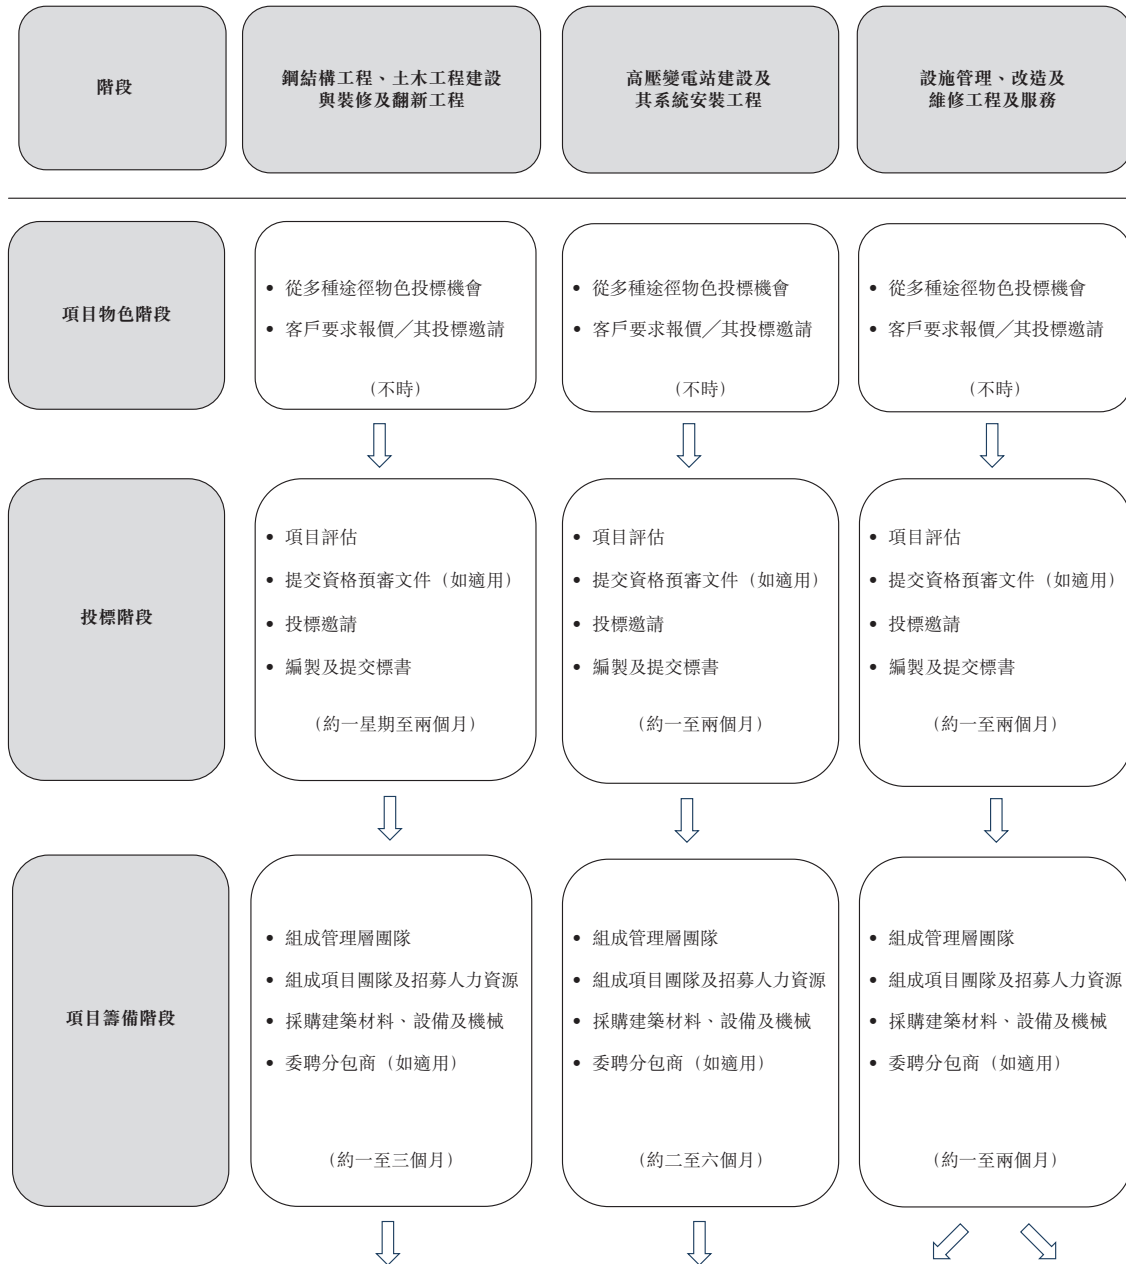 階段
鋼結構工程、土木工程建設
與裝修及翻新工程
高壓變電站建設及
其系統安裝工程
設施管理、改造及
維修工程及服務
項目物色階段
• 從多種途徑物色投標機會
• 客戶要求報價╱其投標邀請
(不時)
• 從多種途徑物色投標機會
• 客戶要求報價╱其投標邀請
(不時)
• 從多種途徑物色投標機會
• 客戶要求報價╱其投標邀請
(不時)
投標階段
• 項目評估
• 提交資格預審文件(如適用)
• 投標邀請
• 編製及提交標書
(約一星期至兩個月)
• 項目評估
• 提交資格預審文件(如適用)
• 投標邀請
• 編製及提交標書
(約一至兩個月)
• 項目評估
• 提交資格預審文件(如適用)
• 投標邀請
• 編製及提交標書
(約一至兩個月)
項目籌備階段
• 組成管理層團隊
• 組成項目團隊及招募人力資源
• 採購建築材料、設備及機械
• 委聘分包商(如適用)
(約一至三個月)
• 組成管理層團隊
• 組成項目團隊及招募人力資源
• 採購建築材料、設備及機械
• 委聘分包商(如適用)
(約二至六個月)
• 組成管理層團隊
• 組成項目團隊及招募人力資源
• 採購建築材料、設備及機械
• 委聘分包商(如適用)
(約一至兩個月)